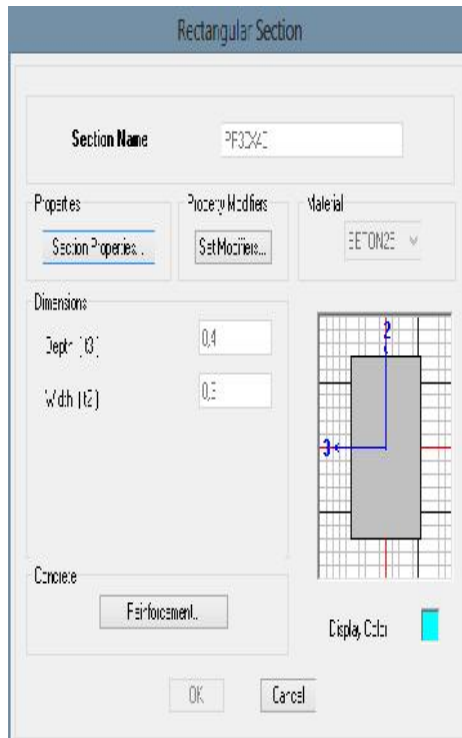 Rectangular Section
Section Name
Properties
Property Modifiers
Material
Section Properties...
Set Modifiers...
BETON25
Dimensions
Depth ( t3 )
0,4
Width ( t2 )
2
3
Concrete
Reinforcement...
Display Color
OK
Cancel